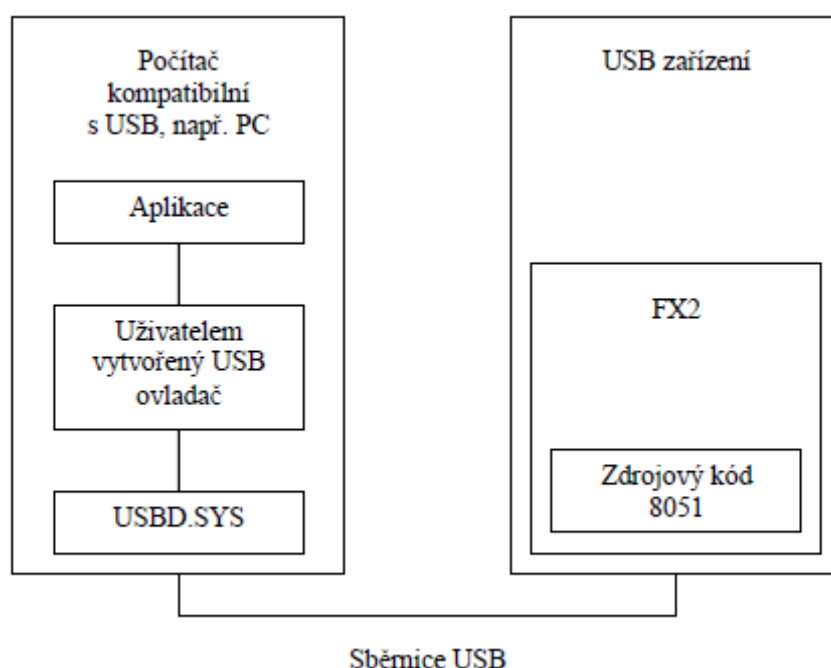 Počítač
kompatibilní
s USB, např. PC
Aplikace
Uživatelem
vytvořený USB
ovladač
USBD.SYS
USB zařízení
FX2
Zdrojový kód
8051
Sběrnice USB